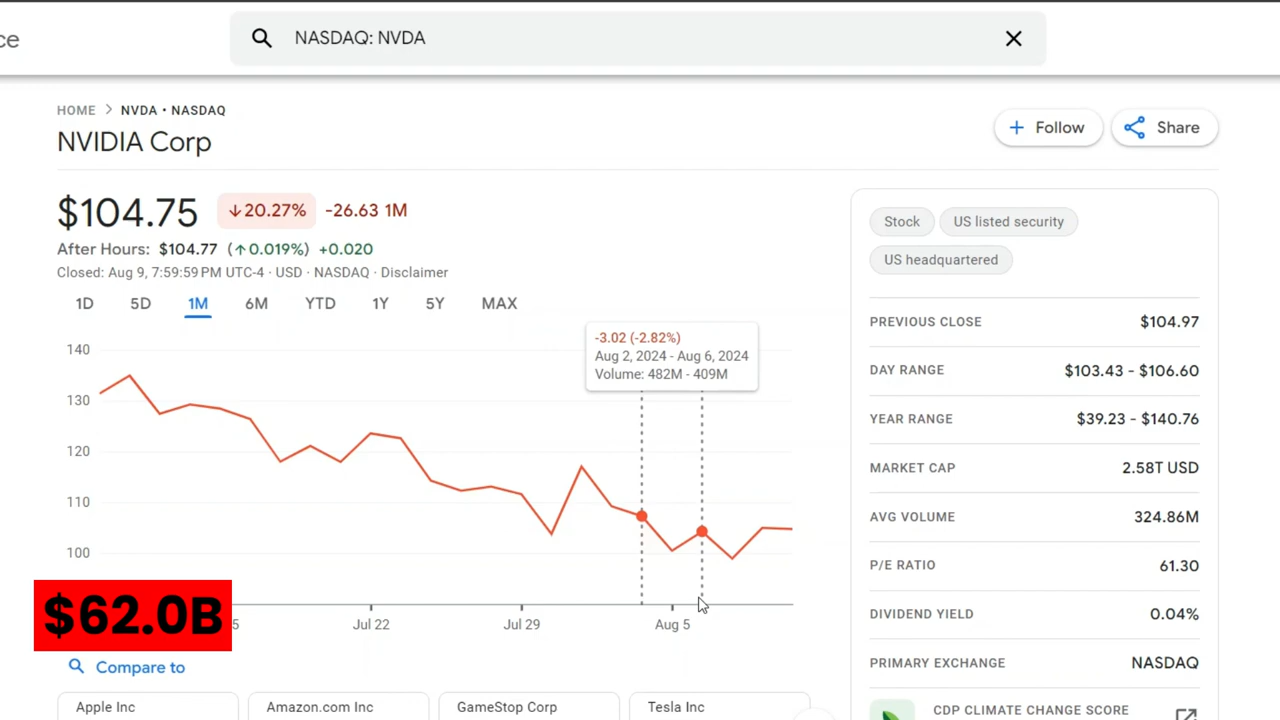 ce
NASDAQ: NVDA
HOME > NVDA • NASDAQ
NVIDIA Corp
Follow
Share
$104.75 ↓20.27% -26.63 1M
After Hours: $104.77 (↑0.019%) +0.020
Closed: Aug 9, 7:59:59 PM UTC-4 · USD · NASDAQ · Disclaimer
1D 5D 1M 6M YTD 1Y 5Y MAX
-3.02 (-2.82%)
Aug 2, 2024 - Aug 6, 2024
Volume: 482M - 409M
140
130
120
110
100
5 Jul 22 Jul 29 Aug 5
$62.0B
Compare to
Apple Inc
Amazon.com Inc
GameStop Corp
Tesla Inc
Stock
US listed security
US headquartered
PREVIOUS CLOSE $104.97
DAY RANGE $103.43 - $106.60
YEAR RANGE $39.23 - $140.76
MARKET CAP 2.58T USD
AVG VOLUME 324.86M
P/E RATIO 61.30
DIVIDEND YIELD 0.04%
PRIMARY EXCHANGE NASDAQ
CDP CLIMATE CHANGE SCORE